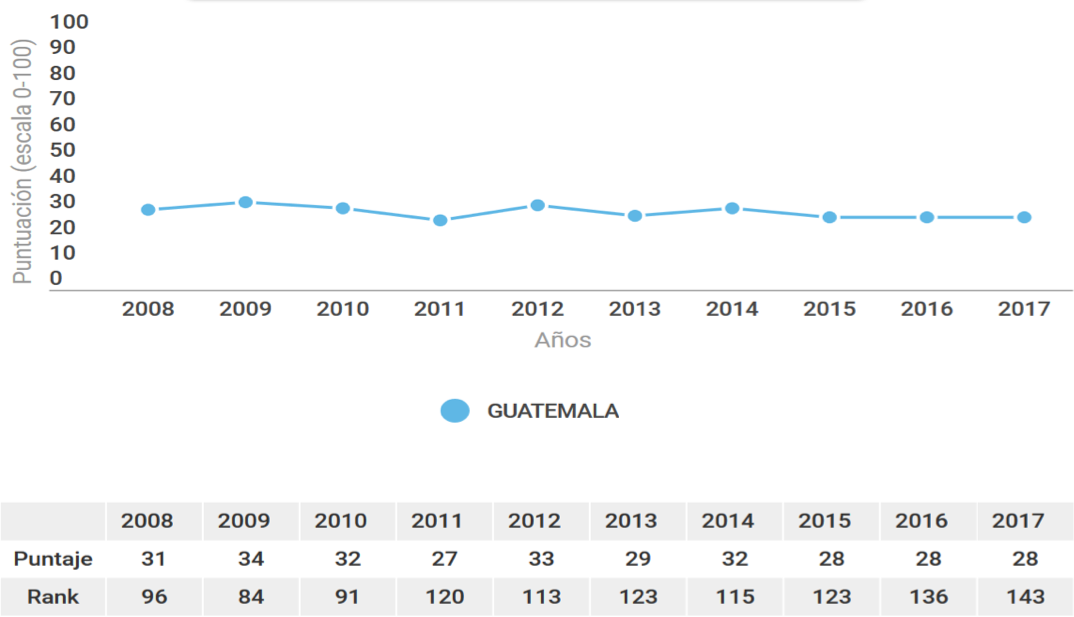 100
90
80
70
60
50
40
30
20
10
0
Puntuación (escala 0-100)
2008 2009 2010 2011 2012 2013 2014 2015 2016 2017
Años
GUATEMALA
2008 2009 2010 2011 2012 2013 2014 2015 2016 2017
Puntaje 31 34 32 27 33 29 32 28 28 28
Rank 96 84 91 120 113 123 115 123 136 143